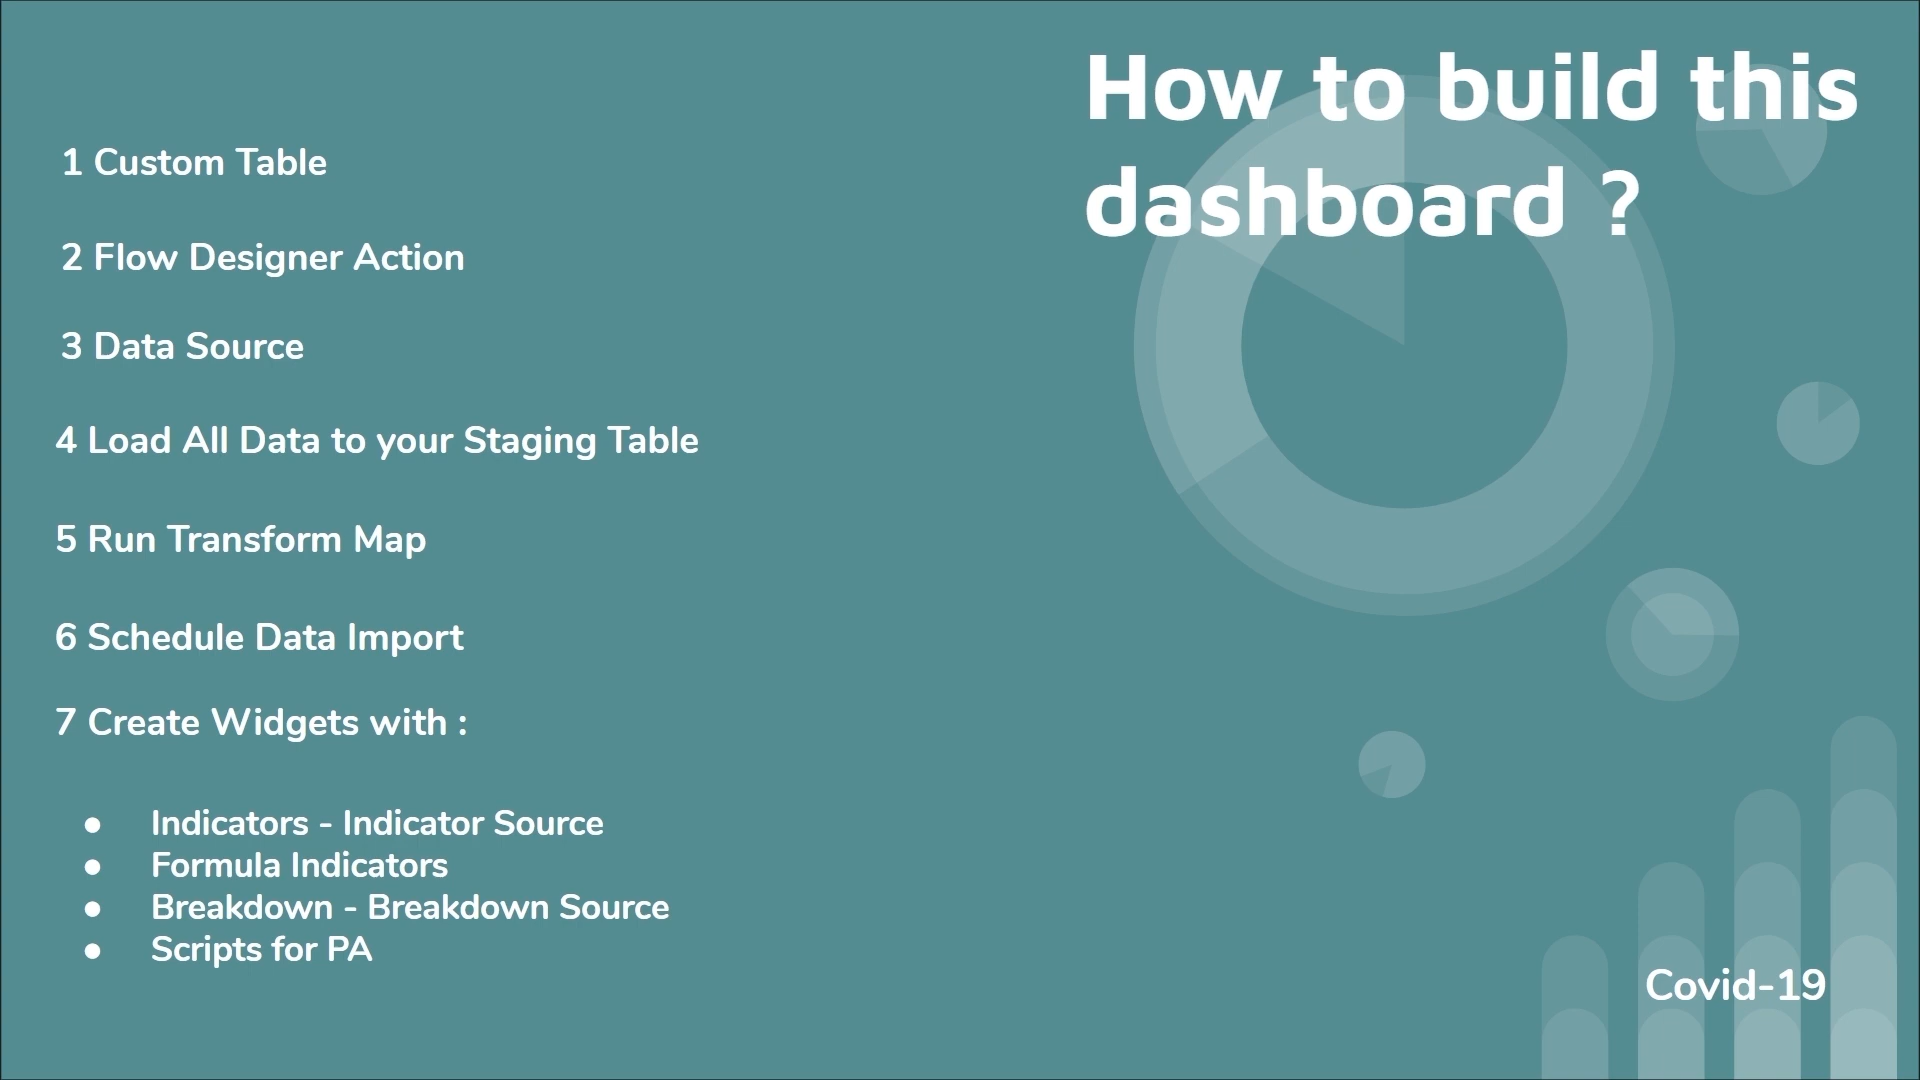 How to build this
dashboard ?
1 Custom Table
2 Flow Designer Action
3 Data Source
4 Load All Data to your Staging Table
5 Run Transform Map
6 Schedule Data Import
7 Create Widgets with :
● Indicators - Indicator Source
● Formula Indicators
● Breakdown - Breakdown Source
● Scripts for PA
Covid-19